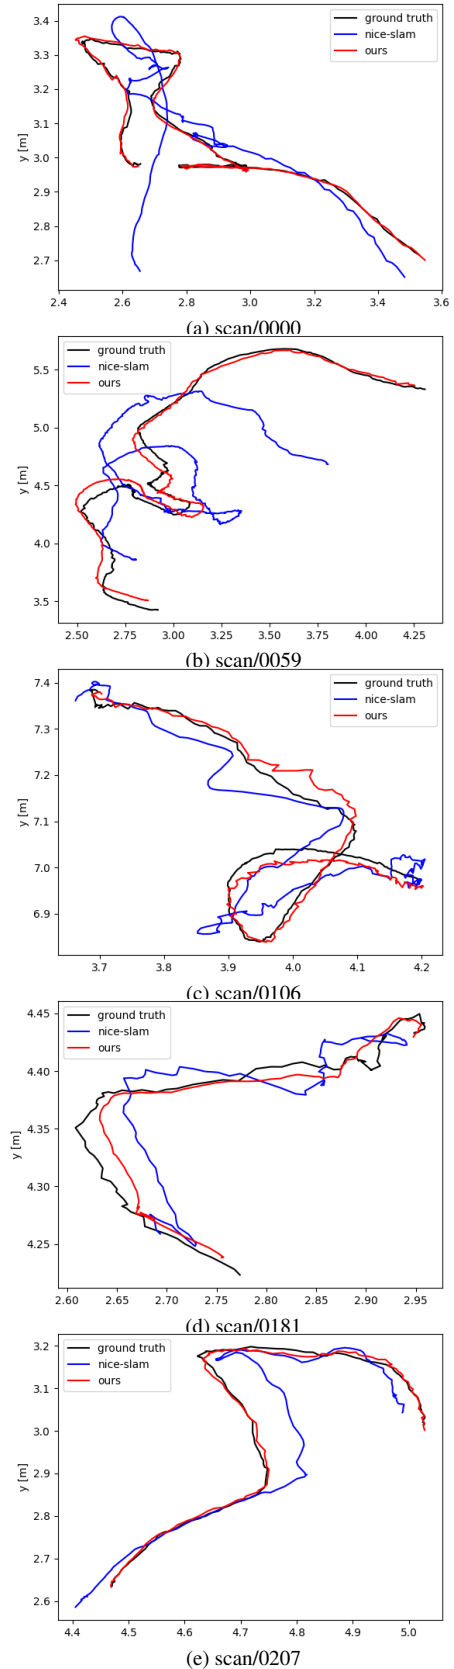 3.4
3.3
3.2
3.1
3.0
2.9
2.8
2.7
y [m]
ground truth
nice-slam
ours
2.4 2.6 2.8 3.0 3.2 3.4 3.6
(a) scan/0000
ground truth
nice-slam
ours
5.5
5.0
4.5
4.0
3.5
y [m]
2.50 2.75 3.00 3.25 3.50 3.75 4.00 4.25
(b) scan/0059
7.4
7.3
7.2
7.1
7.0
6.9
y [m]
ground truth
nice-slam
ours
3.7 3.8 3.9 4.0 4.1 4.2
(c) scan/0106
4.45
4.40
4.35
4.30
4.25
y [m]
ground truth
nice-slam
ours
2.60 2.65 2.70 2.75 2.80 2.85 2.90 2.95
(d) scan/0181
3.2
3.1
3.0
2.9
2.8
2.7
2.6
y [m]
ground truth
nice-slam
ours
4.4 4.5 4.6 4.7 4.8 4.9 5.0
(e) scan/0207